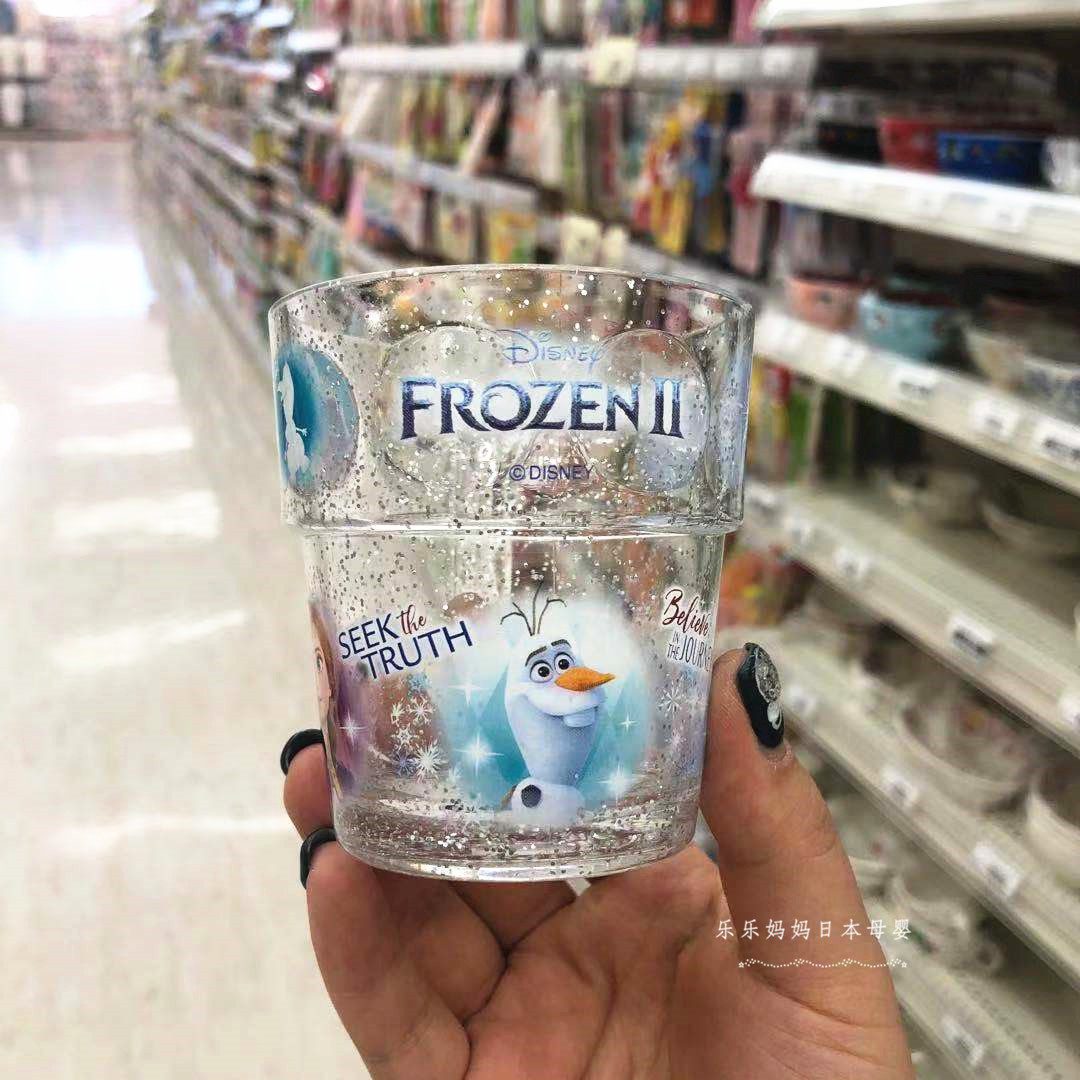 Disney
FROZEN II
©DISNEY
SEEK the
TRUTH
Believe
IN
THE JOURNEY
乐乐妈妈日本母婴